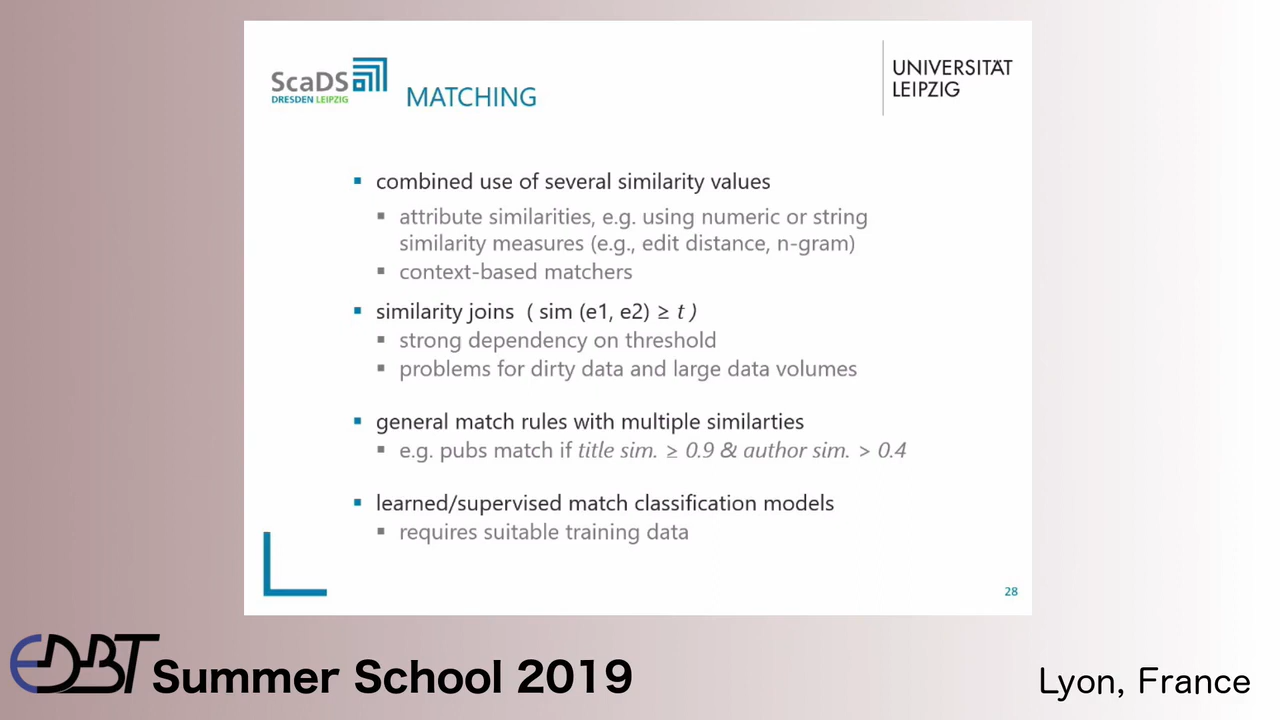 ScaDS
DRESDEN LEIPZIG
MATCHING
UNIVERSITÄT
LEIPZIG
combined use of several similarity values
attribute similarities, e.g. using numeric or string
similarity measures (e.g., edit distance, n-gram)
context-based matchers
similarity joins ( sim (e1, e2) ≥ t )
strong dependency on threshold
problems for dirty data and large data volumes
general match rules with multiple similarties
e.g. pubs match if title sim. ≥ 0.9 & author sim. > 0.4
learned/supervised match classification models
requires suitable training data
28
EDBT Summer School 2019
Lyon, France